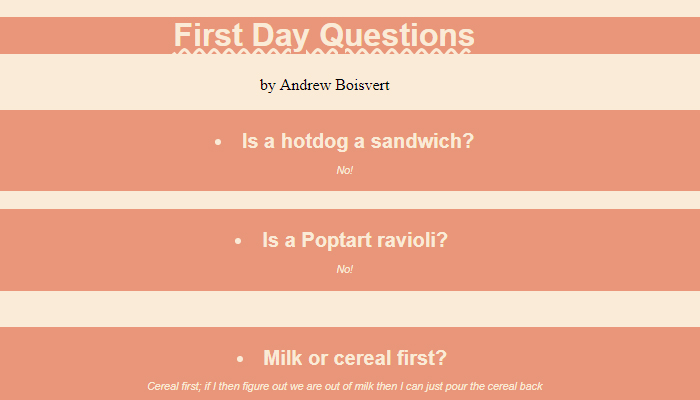 First Day Questions
by Andrew Boisvert
• Is a hotdog a sandwich?
No!
• Is a Poptart ravioli?
No!
• Milk or cereal first?
Cereal first; if I then figure out we are out of milk then I can just pour the cereal back